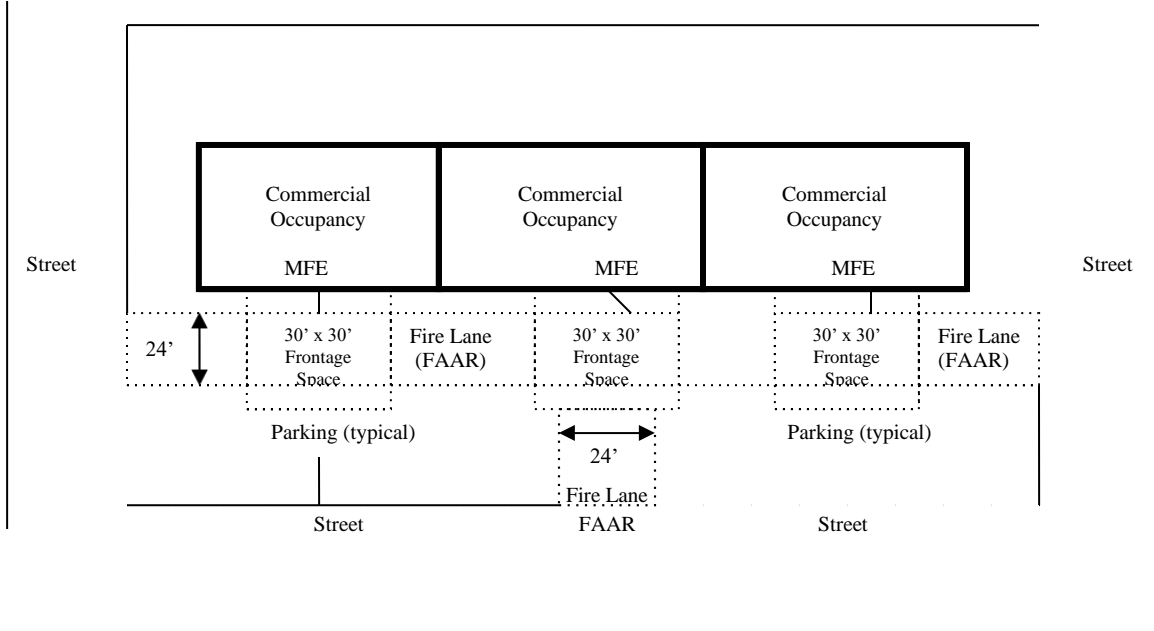 Commercial
Occupancy
Commercial
Occupancy
Commercial
Occupancy
MFE
MFE
MFE
Street
Street
24’
30’ x 30’
Frontage
Space
Fire Lane
(FAAR)
30’ x 30’
Frontage
Space
30’ x 30’
Frontage
Space
Fire Lane
(FAAR)
Parking (typical)
Parking (typical)
24’
Fire Lane
FAAR
Street
Street